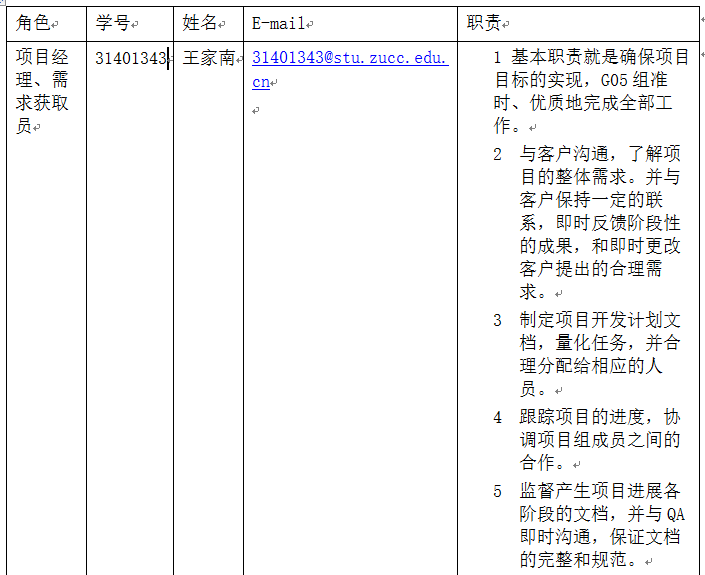 角色 学号 姓名 E-mail 职责
项目经 31401343 王家南 31401343@stu.zucc.edu. 1 基本职责就是确保项目
理、需 cn 目标的实现，G05组准
求获取 时、优质地完成全部工
员 作。
2 与客户沟通，了解项
目的整体需求。并与
客户保持一定的联
系，即时反馈阶段性
的成果，和即时更改
客户提出的合理需
求。
3 制定项目开发计划文
档，量化任务，并合
理分配给相应的人
员。
4 跟踪项目的进度，协
调项目组成员之间的
合作。
5 监督产生项目进展各
阶段的文档，并与QA
即时沟通，保证文档
的完整和规范。